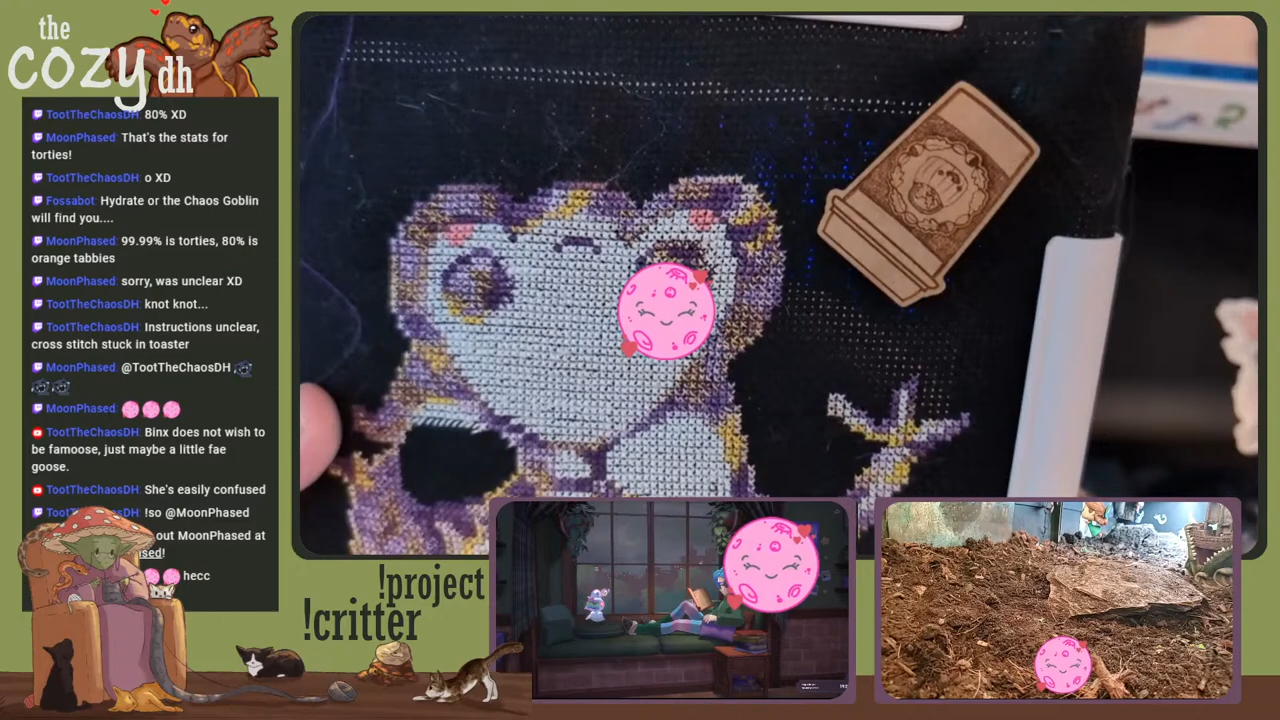 the
cozy dh
TootTheChaosDH: 80% XD
MoonPhased: That's the stats for
torties!
TootTheChaosDH: o XD
Fossabot: Hydrate or the Chaos Goblin
will find you....
MoonPhased: 99.99% is torties, 80% is
orange tabbies
MoonPhased: sorry, was unclear XD
TootTheChaosDH: knot knot...
TootTheChaosDH: Instructions unclear,
cross stitch stuck in toaster
MoonPhased: @TootTheChaosDH
MoonPhased:
TootTheChaosDH: Binx does not wish to
be famoose, just maybe a little fae
goose.
TootTheChaosDH: She's easily confused
TootTheChaosDH: !so @MoonPhased
out MoonPhased at
hecc
!project
!critter